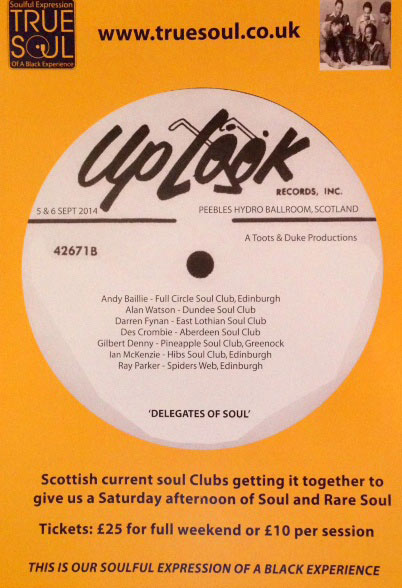 Soulful Expression
TRUE
SOUL
Of A Black Experience
www.truesoul.co.uk
Up Look
RECORDS, INC.
5 & 6 SEPT 2014
PEEBLES HYDRO BALLROOM, SCOTLAND
42671B
A Toots & Duke Productions
Andy Baillie - Full Circle Soul Club, Edinburgh
Alan Watson - Dundee Soul Club
Darren Fynan - East Lothian Soul Club
Des Crombie - Aberdeen Soul Club
Gilbert Denny - Pineapple Soul Club, Greenock
Ian McKenzie - Hibs Soul Club, Edinburgh
Ray Parker - Spiders Web, Edinburgh
'DELEGATES OF SOUL'
Scottish current soul Clubs getting it together to
give us a Saturday afternoon of Soul and Rare Soul
Tickets: £25 for full weekend or £10 per session
THIS IS OUR SOULFUL EXPRESSION OF A BLACK EXPERIENCE